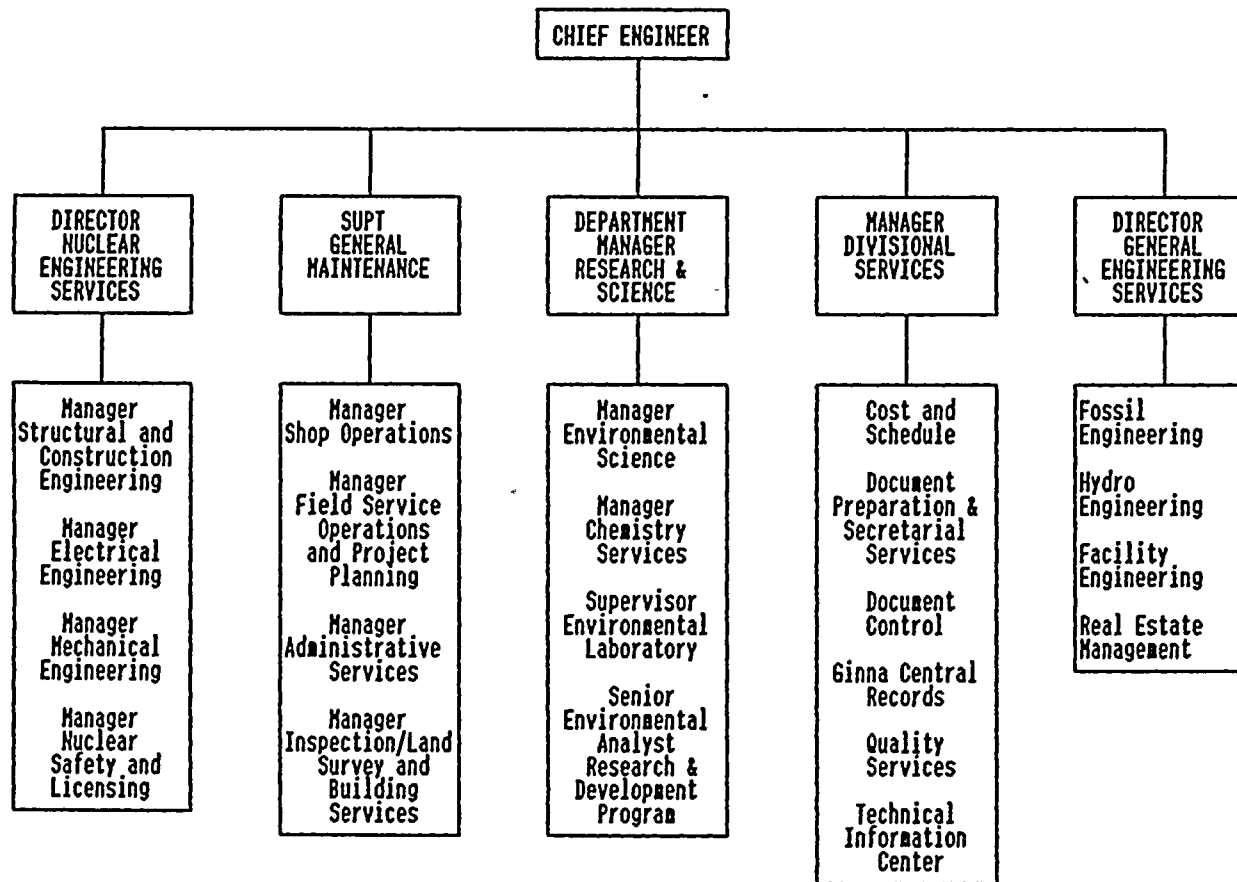 CHIEF ENGINEER
DIRECTOR
NUCLEAR
ENGINEERING
SERVICES
SUPT
GENERAL
MAINTENANCE
DEPARTMENT
MANAGER
RESEARCH &
SCIENCE
MANAGER
DIVISIONAL
SERVICES
DIRECTOR
GENERAL
ENGINEERING
SERVICES
Manager
Structural and
Construction
Engineering
Manager
Electrical
Engineering
Manager
Mechanical
Engineering
Manager
Nuclear
Safety and
Licensing
Manager
Shop Operations
Manager
Field Service
Operations
and Project
Planning
Manager
Administrative
Services
Manager
Inspection/Land
Survey and
Building
Services
Manager
Environmental
Science
Manager
Chemistry
Services
Supervisor
Environmental
Laboratory
Senior
Environmental
Analyst
Research &
Development
Program
Cost and
Schedule
Document
Preparation &
Secretarial
Services
Document
Control
Ginna Central
Records
Quality
Services
Technical
Information
Center
Fossil
Engineering
Hydro
Engineering
Facility
Engineering
Real Estate
Management